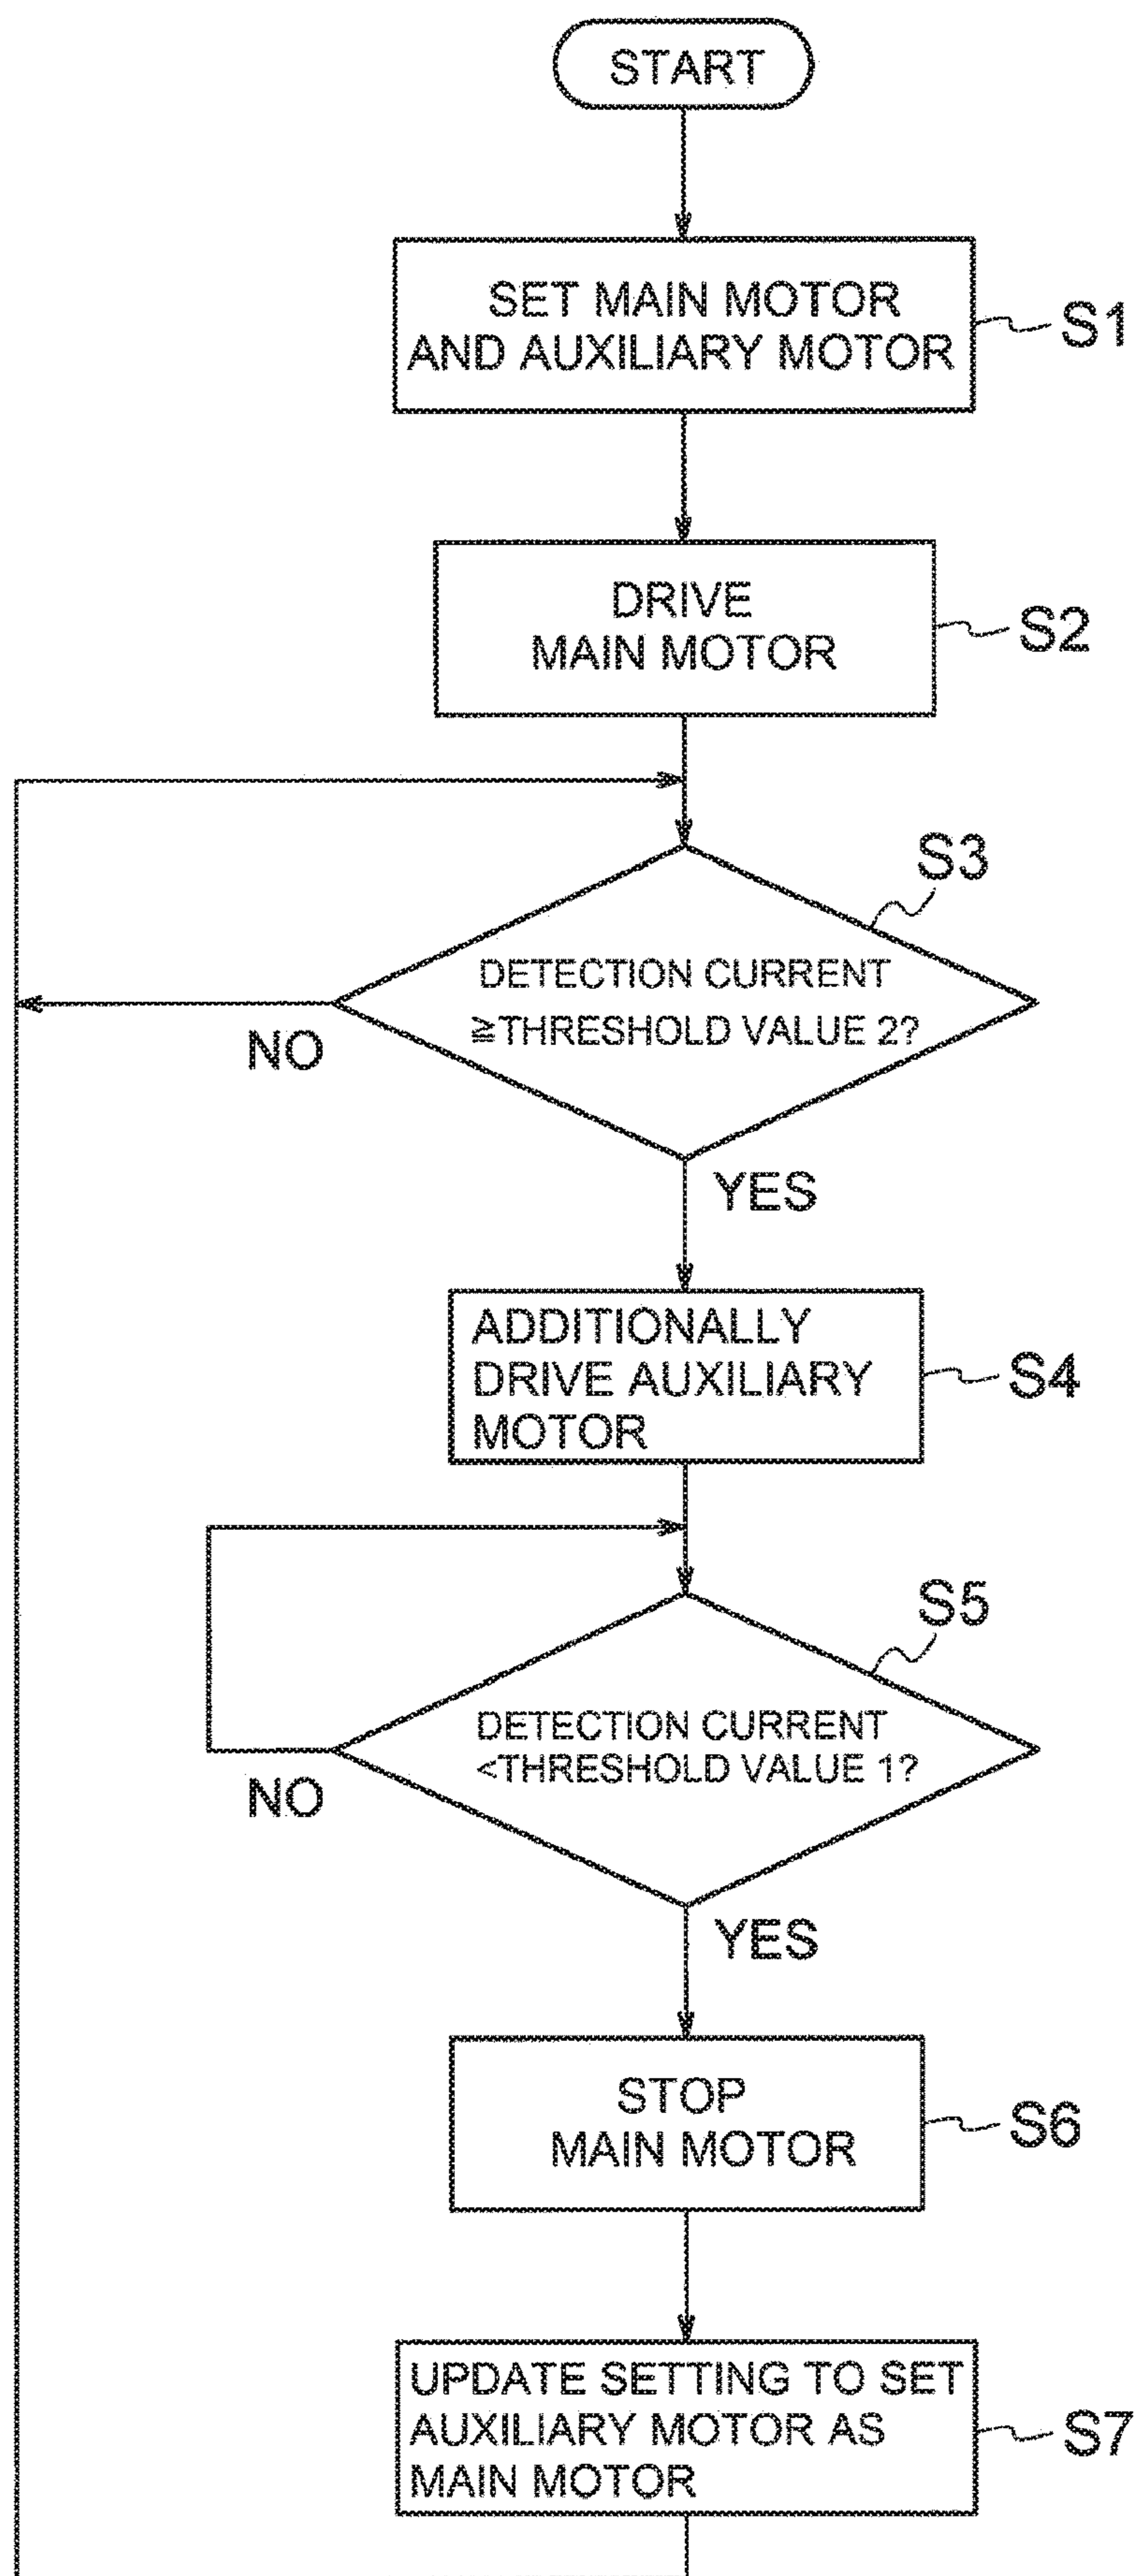 START
SET MAIN MOTOR
AND AUXILIARY MOTOR
S1
DRIVE
MAIN MOTOR
S2
S3
DETECTION CURRENT
≧THRESHOLD VALUE 2?
NO
YES
ADDITIONALLY
DRIVE AUXILIARY
MOTOR
S4
S5
DETECTION CURRENT
<THRESHOLD VALUE 1?
NO
YES
STOP
MAIN MOTOR
S6
UPDATE SETTING TO SET
AUXILIARY MOTOR AS
MAIN MOTOR
S7